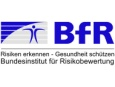 BfR
Risiken erkennen - Gesundheit schützen
Bundesinstitut für Risikobewertung